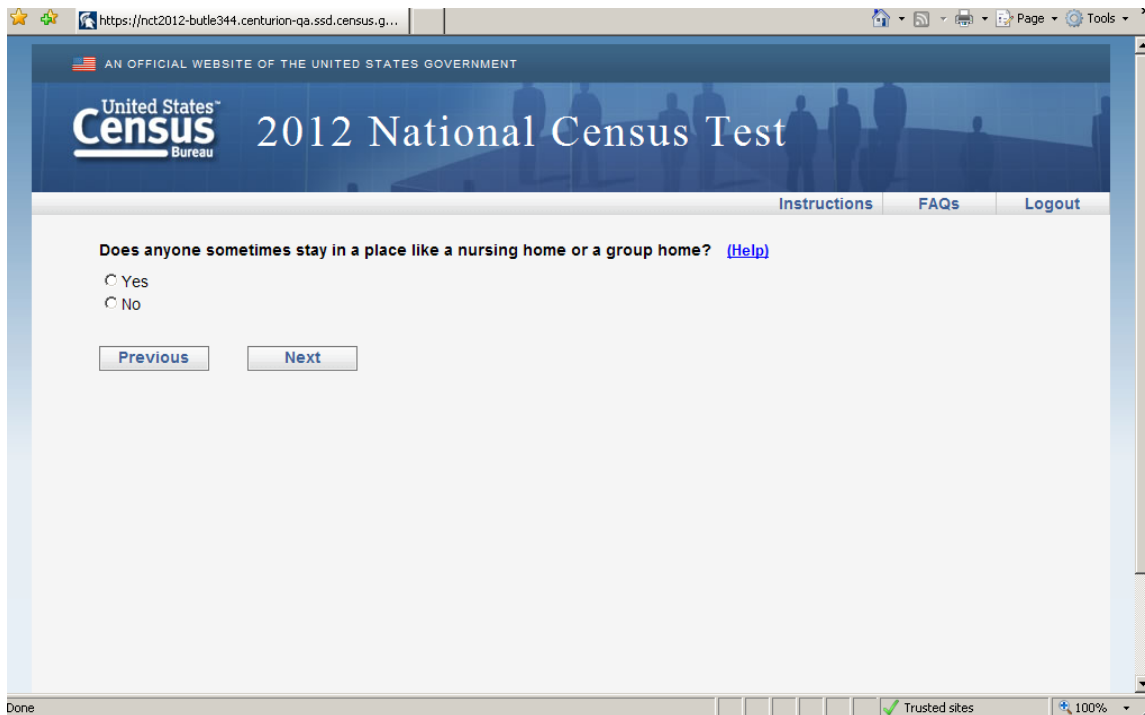 https://nct2012-butle344.centurion-qa.ssd.census.g...
Page
Tools
AN OFFICIAL WEBSITE OF THE UNITED STATES GOVERNMENT
United States™
Census
Bureau
2012 National Census Test
Instructions FAQs Logout
Does anyone sometimes stay in a place like a nursing home or a group home? (Help)
Yes
No
Previous Next
Done Trusted sites 100%